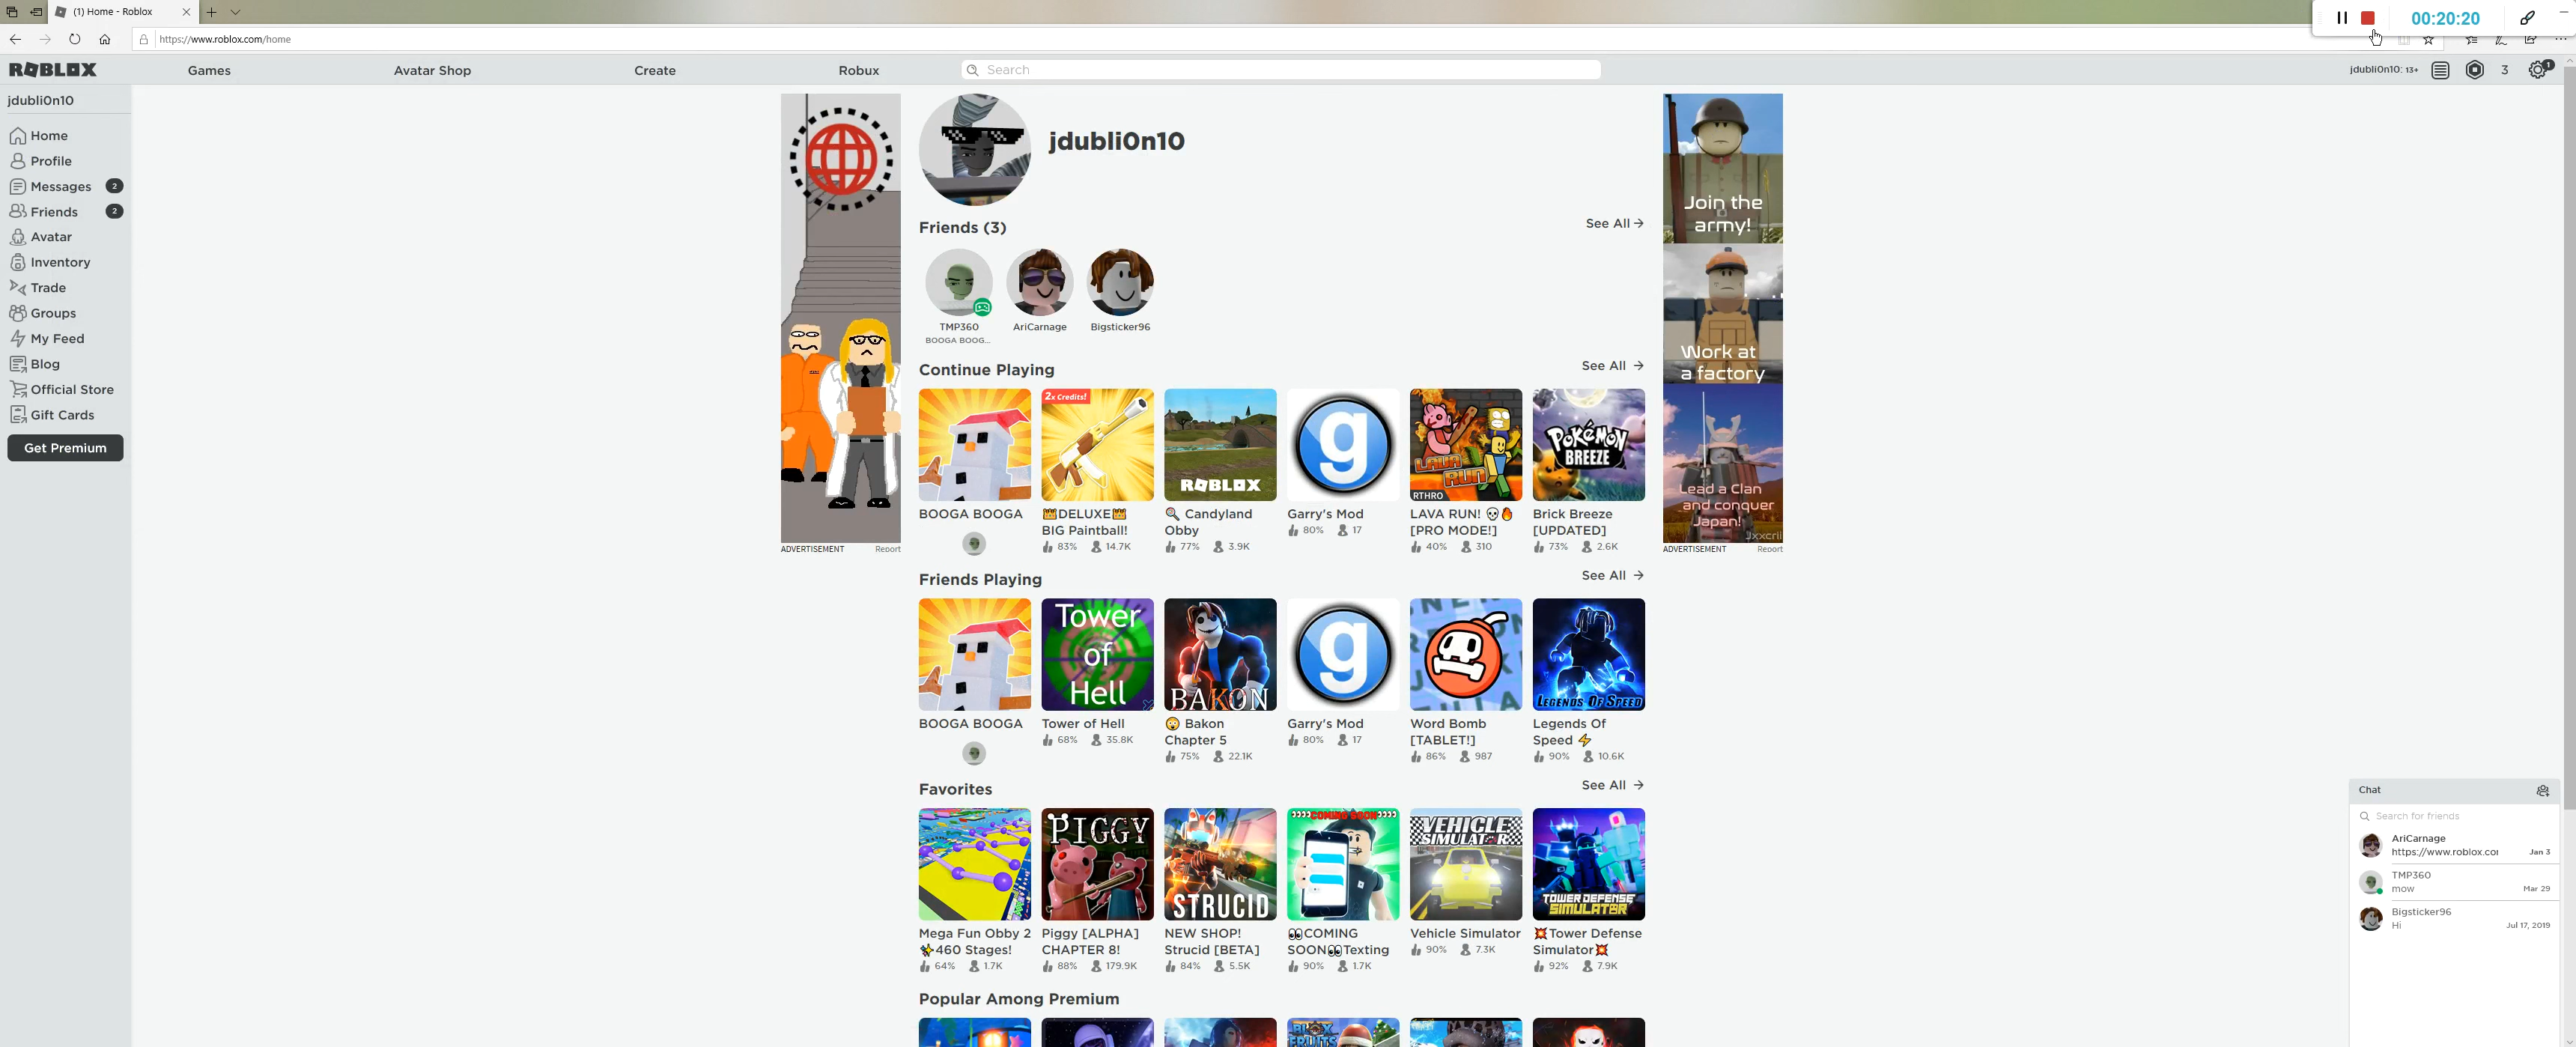 (1) Home - Roblox
00:20:20
https://www.roblox.com/home
ROBLOX
Games
Avatar Shop
Create
Robux
Search
jdubli0n10: 13+
3
1
jdubli0n10
Home
Profile
Messages 2
Friends 2
Avatar
Inventory
Trade
Groups
My Feed
Blog
Official Store
Gift Cards
Get Premium
ADVERTISEMENT
Report
jdubli0n10
Friends (3)
See All →
TMP360
AriCarnage
Bigsticker96
BOOGA BOOG...
Continue Playing
See All →
2x Credits!
ROBLOX
g
LAVA RUN
RTHRO
POKéMON
BREEZE
BOOGA BOOGA
👑DELUXE👑
BIG Paintball!
83% 14.7K
🔍 Candyland
Obby
77% 3.9K
Garry's Mod
80% 17
LAVA RUN! 💀🔥
[PRO MODE!]
40% 310
Brick Breeze
[UPDATED]
73% 2.6K
Friends Playing
See All →
Tower
of
Hell
BAKON
g
LEGENDS OF SPEED
BOOGA BOOGA
Tower of Hell
68% 35.8K
😲 Bakon
Chapter 5
75% 22.1K
Garry's Mod
80% 17
Word Bomb
[TABLET!]
86% 987
Legends Of
Speed ⚡
90% 10.6K
Favorites
See All →
PIGGY
STRUCID
COMING SOON
VEHICLE
SIMULATOR
TOWER DEFENSE
SIMULATOR
Mega Fun Obby 2
✨460 Stages!
64% 1.7K
Piggy [ALPHA]
CHAPTER 8!
88% 179.9K
NEW SHOP!
Strucid [BETA]
84% 5.5K
👀COMING
SOON👀Texting
90% 1.7K
Vehicle Simulator
90% 7.3K
💥Tower Defense
Simulator💥
92% 7.9K
Popular Among Premium
BLOX
FRUITS
Join the
army!
Work at
a factory
Lead a Clan
and conquer
Japan!
Jxxcrii
ADVERTISEMENT
Report
Chat
Search for friends
AriCarnage
https://www.roblox.cor Jan 3
TMP360
mow Mar 29
Bigsticker96
Hi Jul 17, 2019